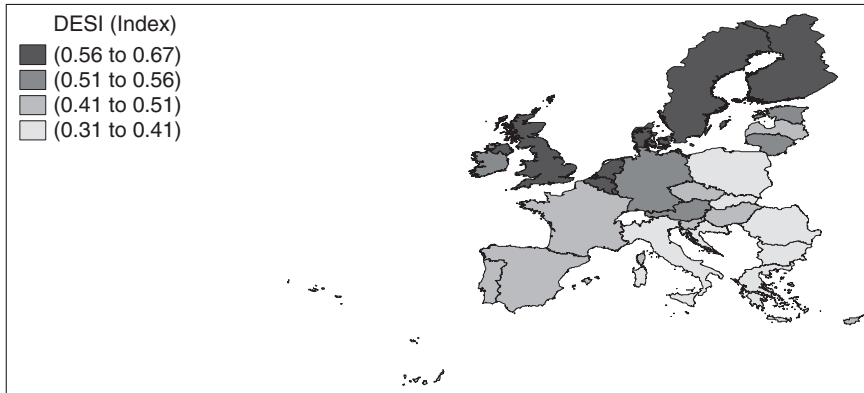 DESI (Index)
(0.56 to 0.67)
(0.51 to 0.56)
(0.41 to 0.51)
(0.31 to 0.41)